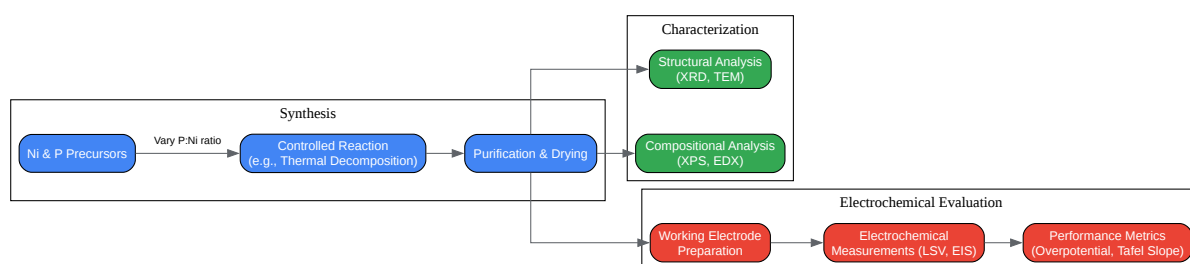 Synthesis
Ni & P Precursors
Vary P:Ni ratio
Controlled Reaction
(e.g., Thermal Decomposition)
Purification & Drying
Characterization
Structural Analysis
(XRD, TEM)
Compositional Analysis
(XPS, EDX)
Electrochemical Evaluation
Working Electrode
Preparation
Electrochemical
Measurements (LSV, EIS)
Performance Metrics
(Overpotential, Tafel Slope)